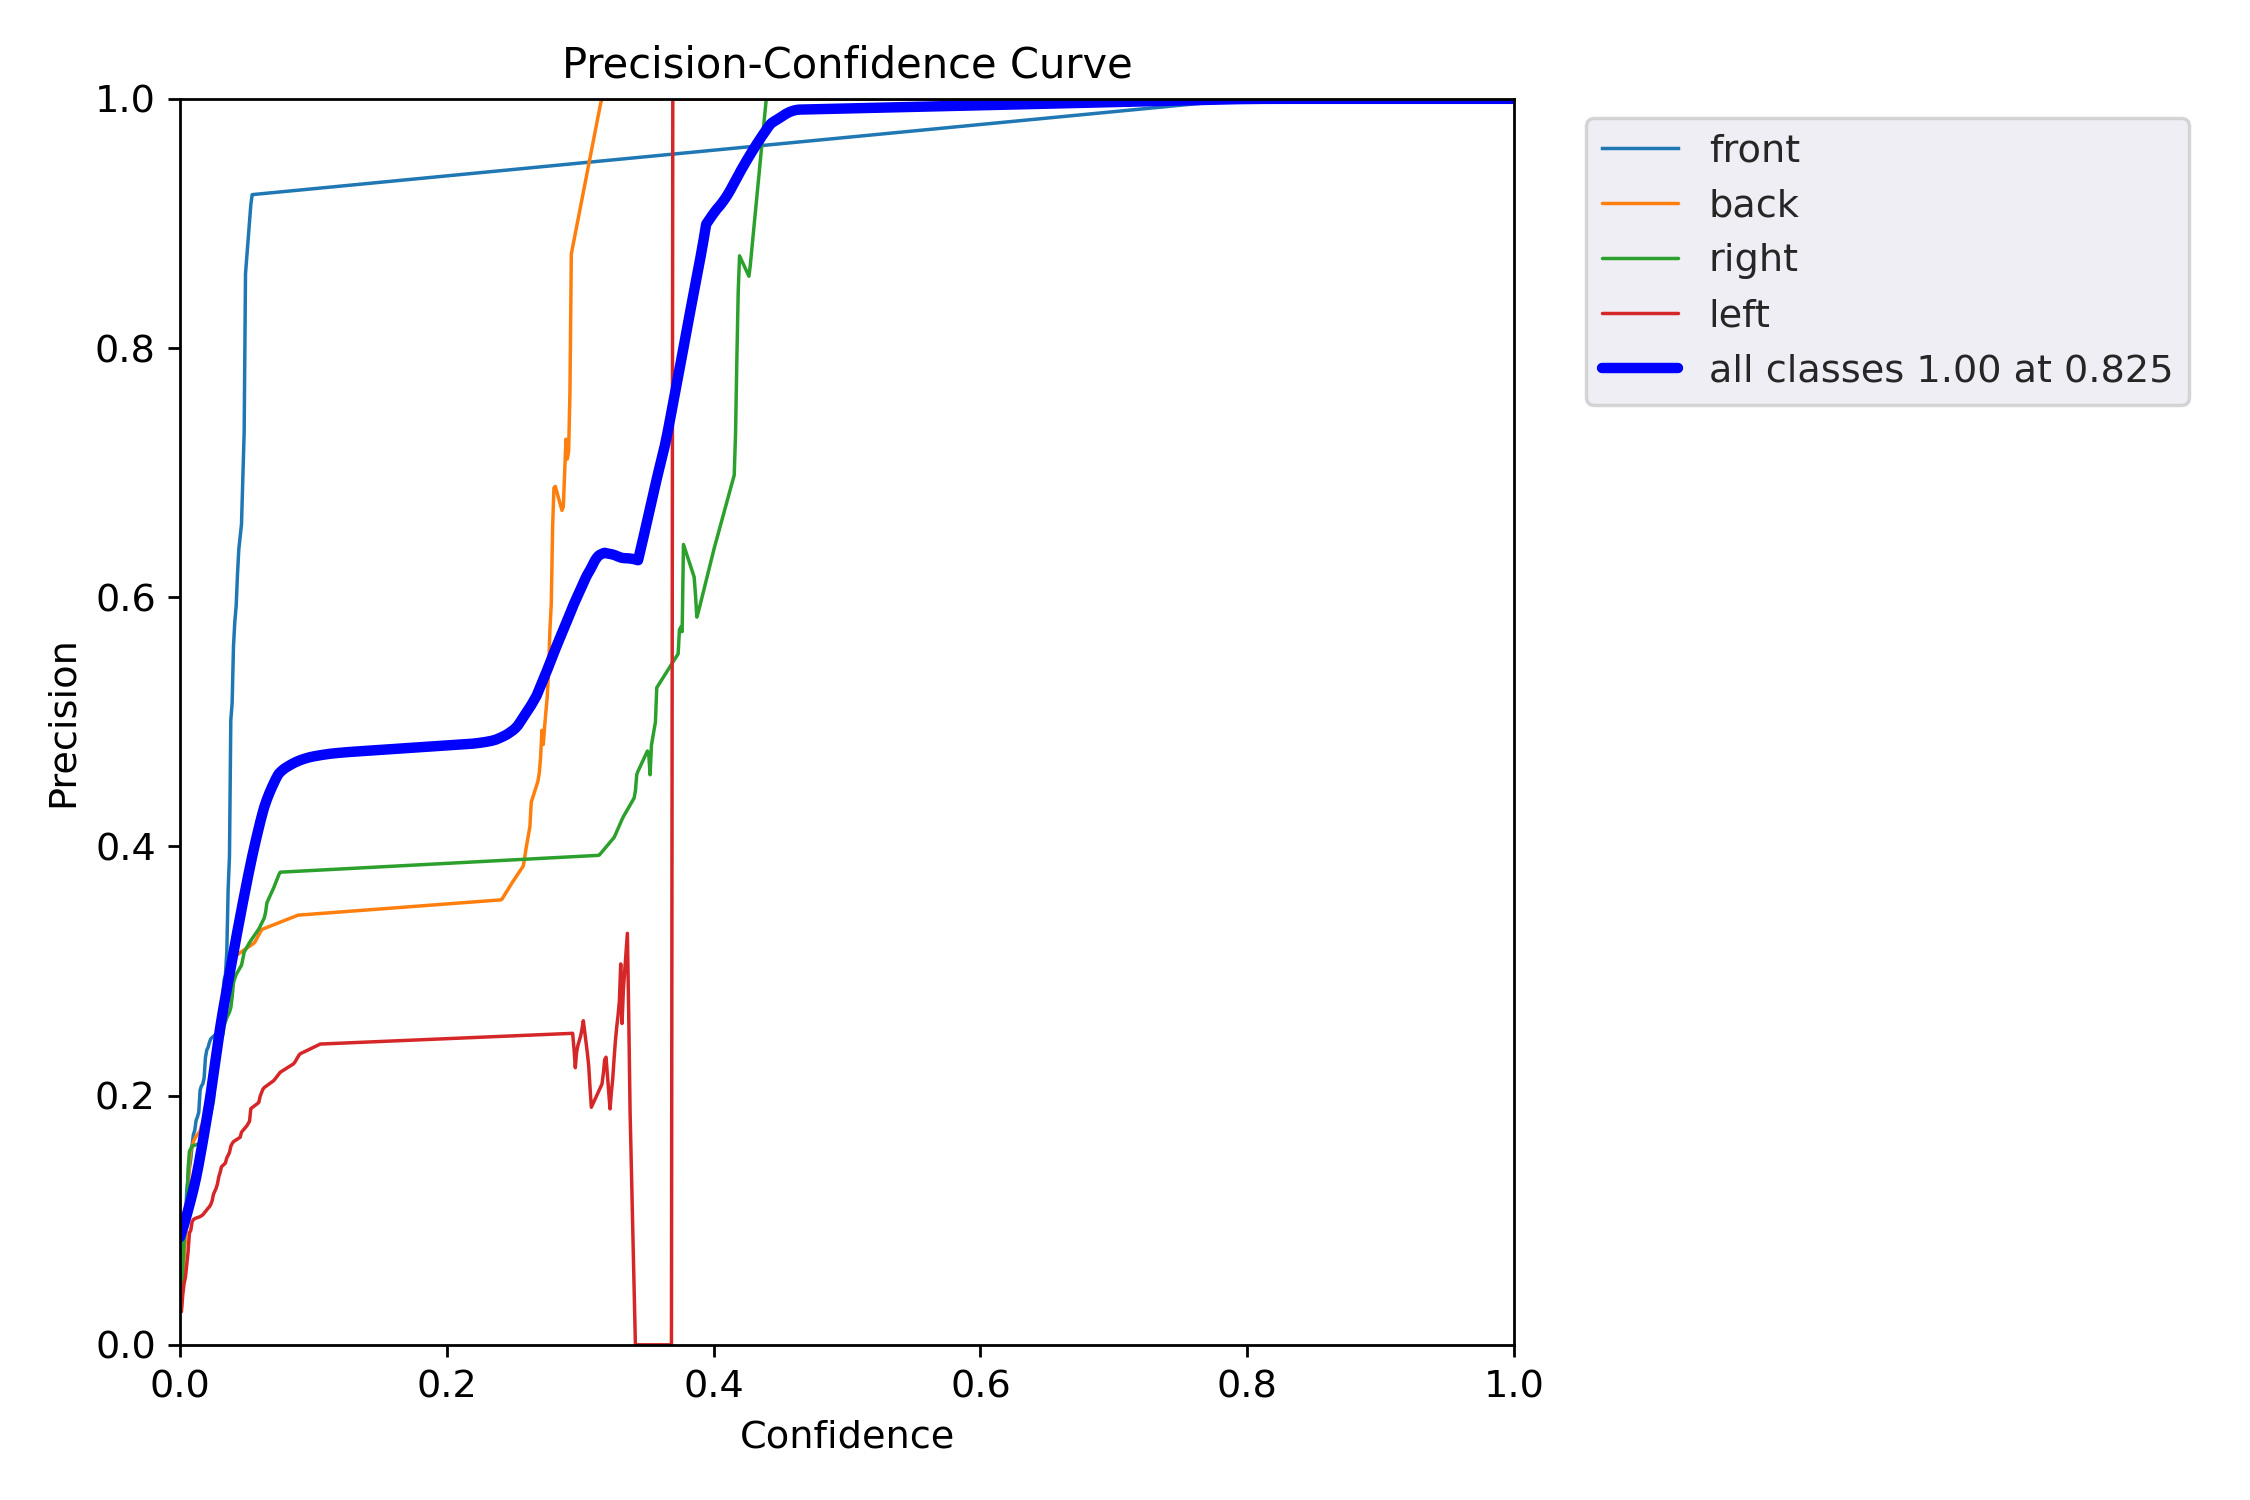 Precision-Confidence Curve
1.0
0.8
0.6
0.4
0.2
0.0
Precision
0.0 0.2 0.4 0.6 0.8 1.0
Confidence
front
back
right
left
all classes 1.00 at 0.825